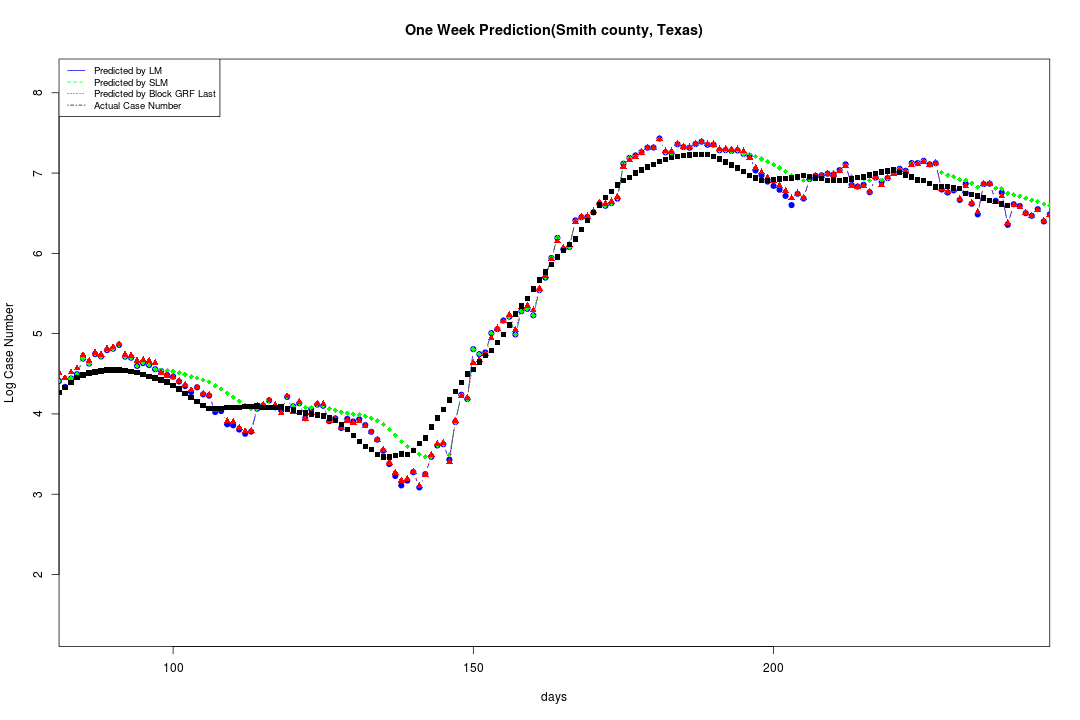 One Week Prediction(Smith county, Texas)
Predicted by LM
Predicted by SLM
Predicted by Block GRF Last
Actual Case Number
Log Case Number
8
7
6
5
4
3
2
100
150
200
days